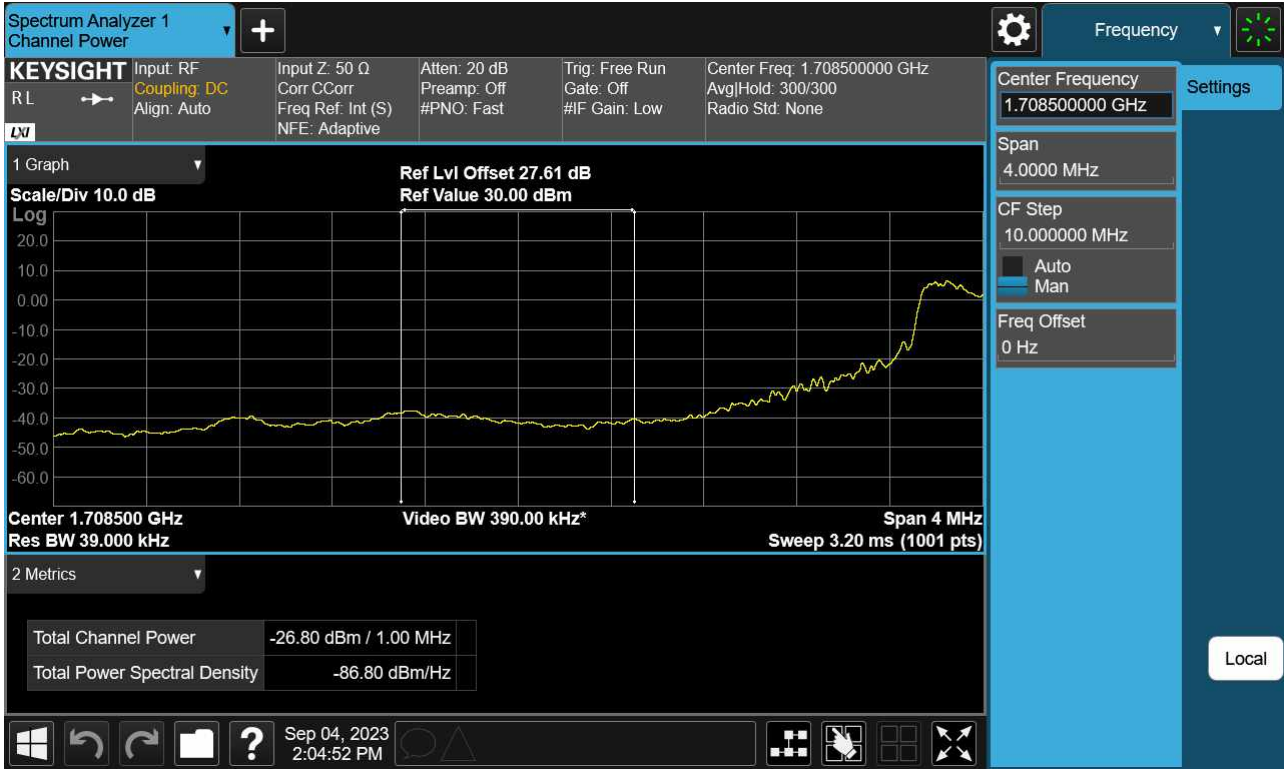 Spectrum Analyzer 1
Channel Power
Frequency
KEYSIGHT
R L
LXI
Input: RF
Coupling: DC
Align: Auto
Input Z: 50 Ω
Corr CCorr
Freq Ref: Int (S)
NFE: Adaptive
Atten: 20 dB
Preamp: Off
#PNO: Fast
Trig: Free Run
Gate: Off
#IF Gain: Low
Center Freq: 1.708500000 GHz
Avg|Hold: 300/300
Radio Std: None
Center Frequency
1.708500000 GHz
Settings
Span
4.0000 MHz
CF Step
10.000000 MHz
Auto
Man
Freq Offset
0 Hz
1 Graph
Scale/Div 10.0 dB
Ref Lvl Offset 27.61 dB
Ref Value 30.00 dBm
Log
20.0
10.0
0.00
-10.0
-20.0
-30.0
-40.0
-50.0
-60.0
Center 1.708500 GHz
Video BW 390.00 kHz*
Span 4 MHz
Res BW 39.000 kHz
Sweep 3.20 ms (1001 pts)
2 Metrics
Total Channel Power -26.80 dBm / 1.00 MHz
Total Power Spectral Density -86.80 dBm/Hz
Local
?
Sep 04, 2023
2:04:52 PM